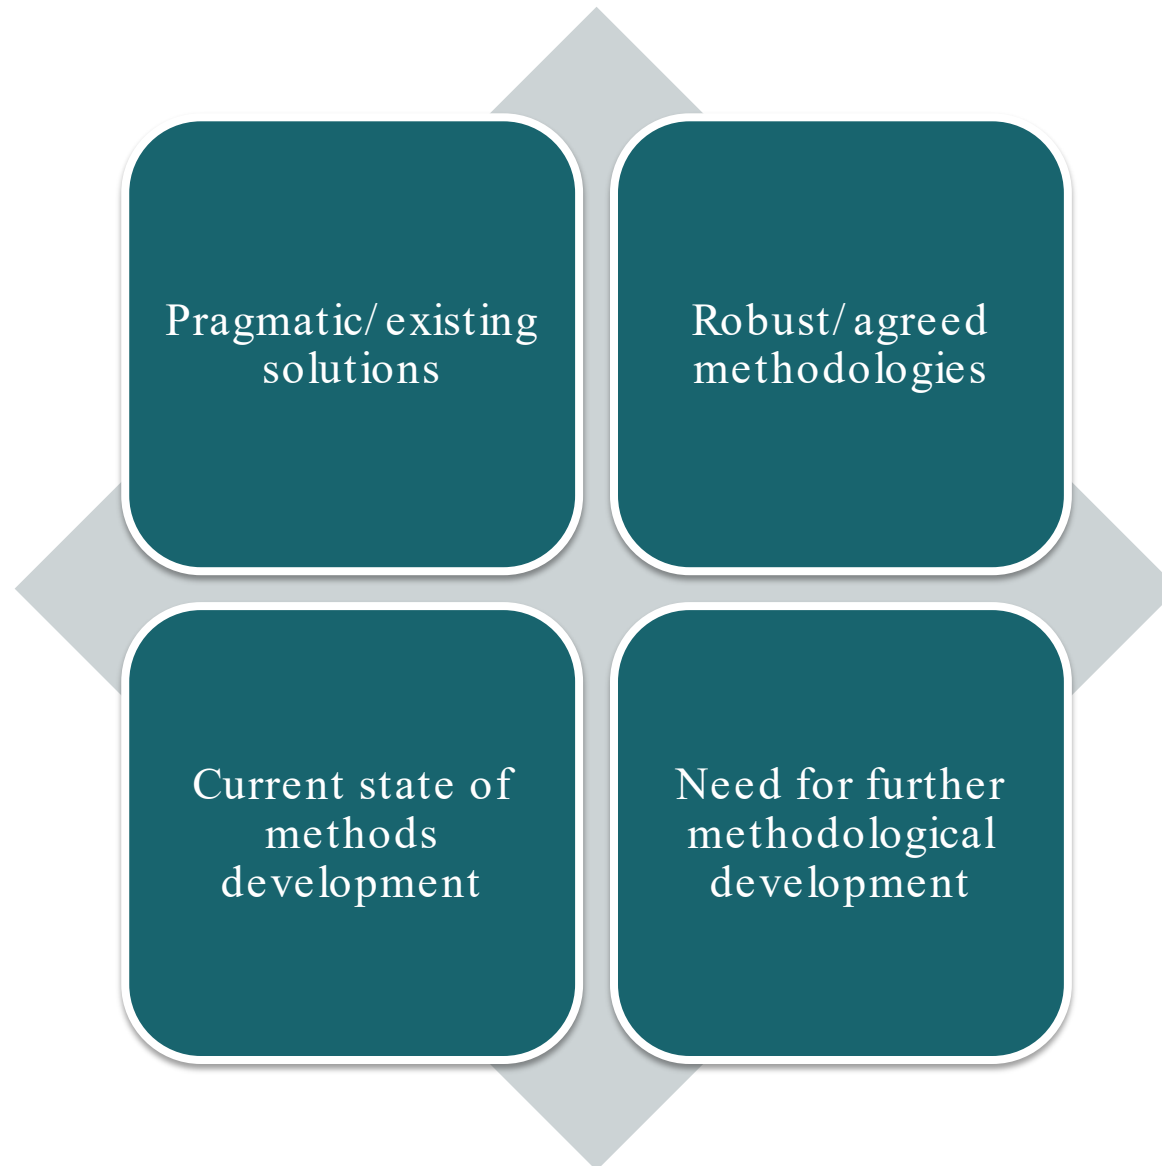 Pragmatic/existing
solutions
Robust/agreed
methodologies
Current state of
methods
development
Need for further
methodological
development